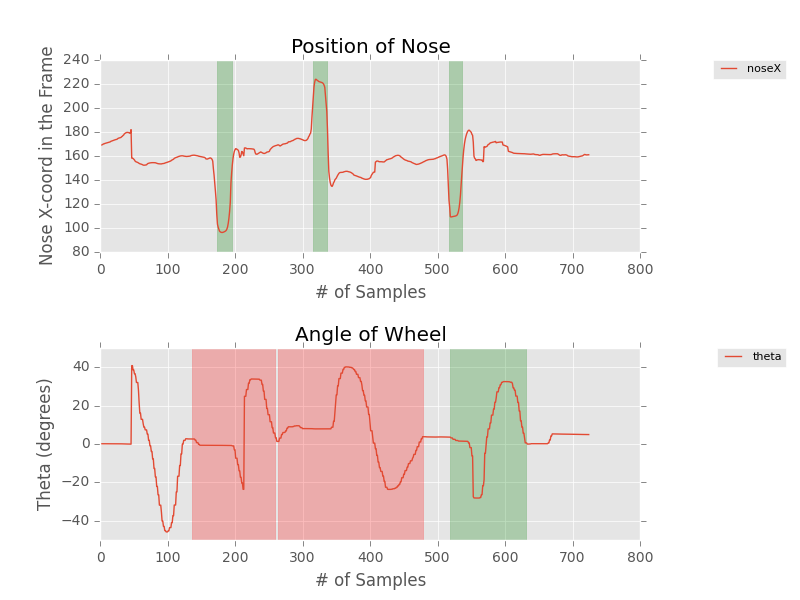 Position of Nose
Nose X-coord in the Frame
240
220
200
180
160
140
120
100
80
0 100 200 300 400 500 600 700 800
# of Samples
noseX
Angle of Wheel
Theta (degrees)
40
20
0
−20
−40
0 100 200 300 400 500 600 700 800
# of Samples
theta